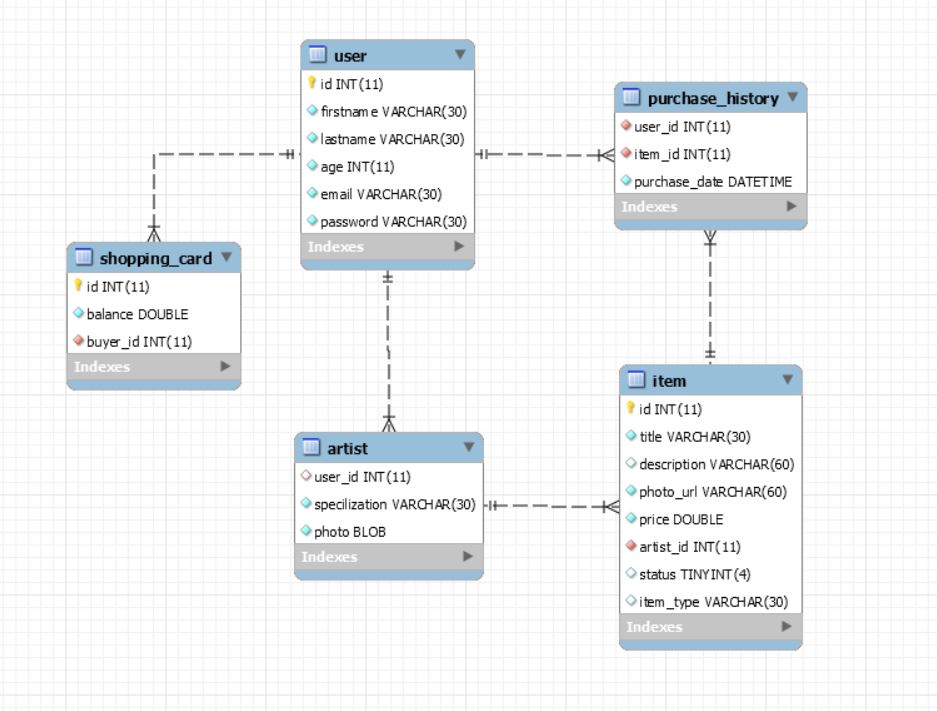 user
id INT(11)
firstname VARCHAR(30)
lastname VARCHAR(30)
age INT(11)
email VARCHAR(30)
password VARCHAR(30)
Indexes
purchase_history
user_id INT(11)
item_id INT(11)
purchase_date DATETIME
Indexes
shopping_card
id INT(11)
balance DOUBLE
buyer_id INT(11)
Indexes
artist
user_id INT(11)
specilization VARCHAR(30)
photo BLOB
Indexes
item
id INT(11)
title VARCHAR(30)
description VARCHAR(60)
photo_url VARCHAR(60)
price DOUBLE
artist_id INT(11)
status TINYINT(4)
item_type VARCHAR(30)
Indexes